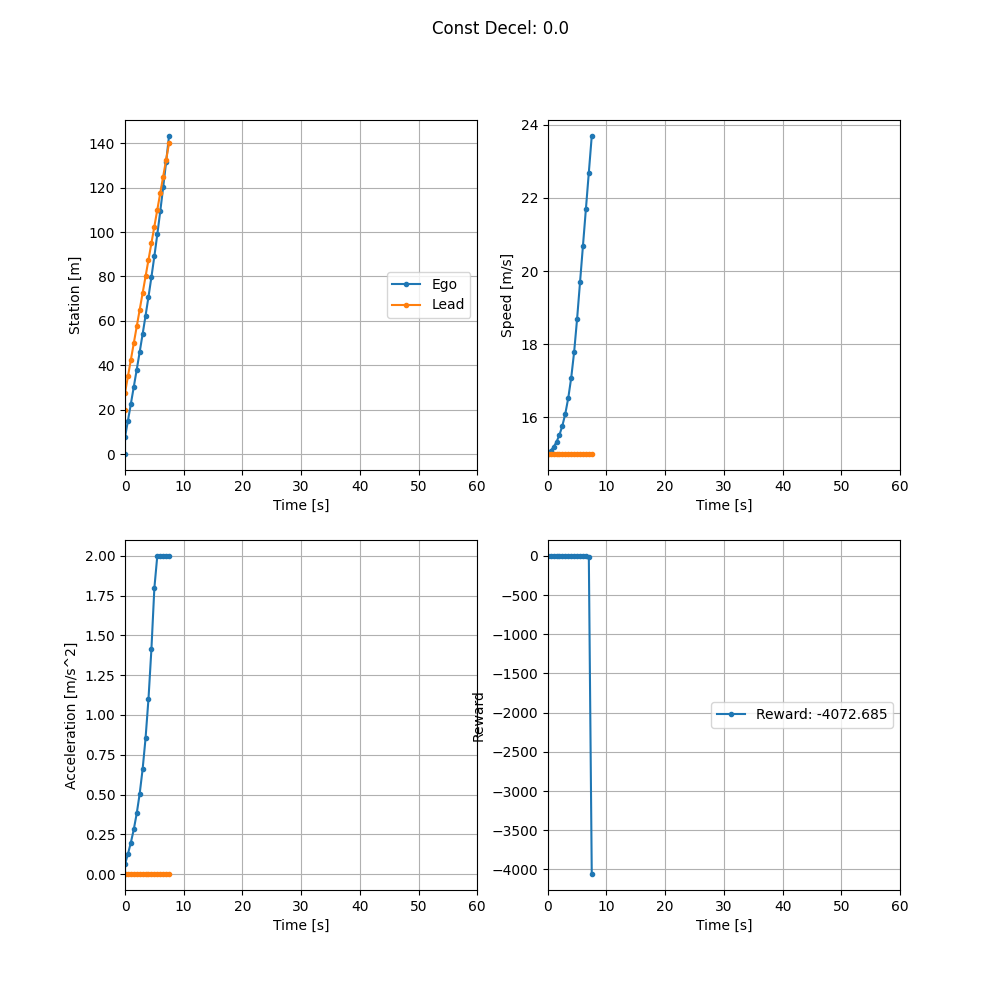 Const Decel: 0.0
140
120
100
80
60
40
20
0
Station [m]
Ego
Lead
0 10 20 30 40 50 60
Time [s]
24
22
20
18
16
Speed [m/s]
0 10 20 30 40 50 60
Time [s]
2.00
1.75
1.50
1.25
1.00
0.75
0.50
0.25
0.00
Acceleration [m/s^2]
0 10 20 30 40 50 60
Time [s]
0
−500
−1000
−1500
−2000
−2500
−3000
−3500
−4000
Reward
Reward: -4072.685
0 10 20 30 40 50 60
Time [s]